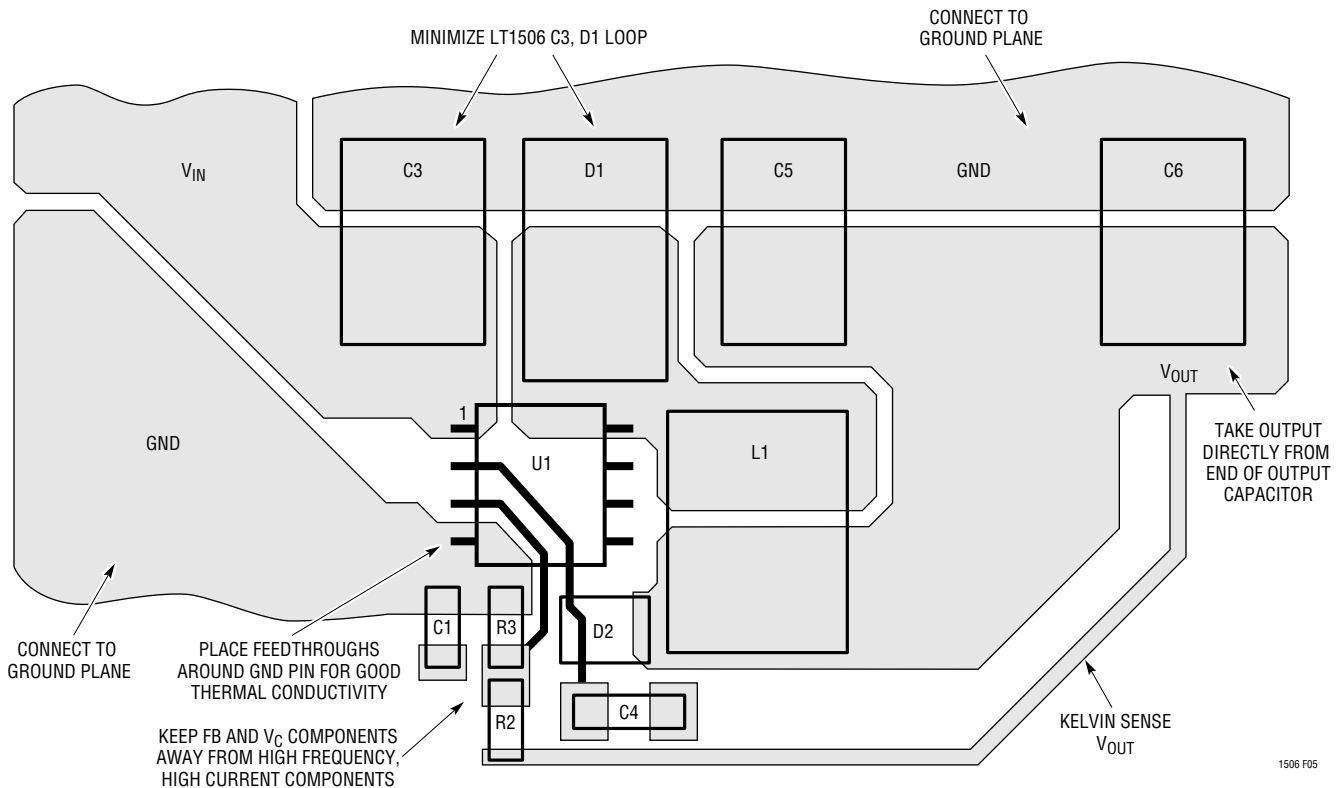 MINIMIZE LT1506 C3, D1 LOOP
CONNECT TO
GROUND PLANE
VIN
C3
D1
C5
GND
C6
VOUT
1
GND
U1
L1
TAKE OUTPUT
DIRECTLY FROM
END OF OUTPUT
CAPACITOR
CONNECT TO
GROUND PLANE
PLACE FEEDTHROUGHS
AROUND GND PIN FOR GOOD
THERMAL CONDUCTIVITY
C1
R3
D2
R2
C4
KEEP FB AND VC COMPONENTS
AWAY FROM HIGH FREQUENCY,
HIGH CURRENT COMPONENTS
KELVIN SENSE
VOUT
1506 F05